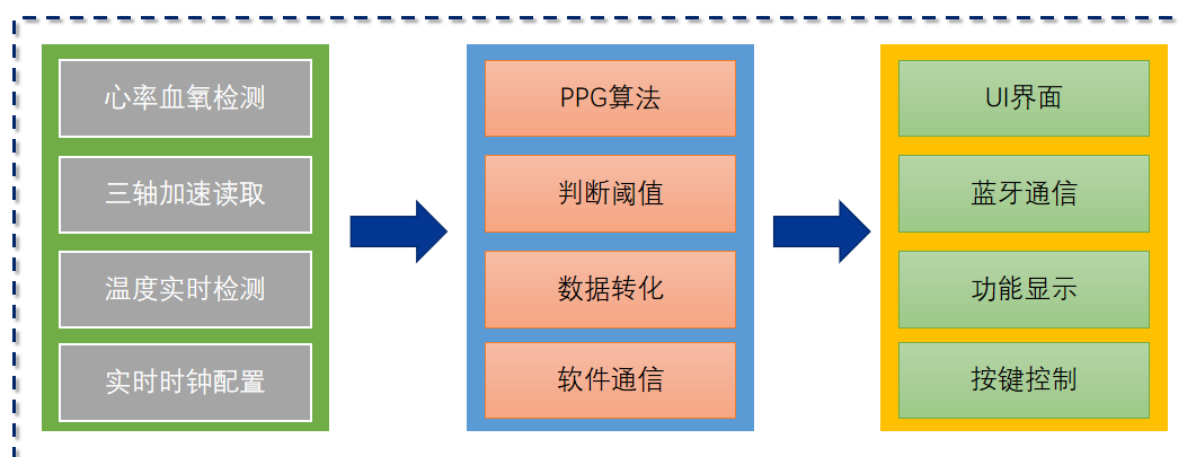 心率血氧检测
三轴加速读取
温度实时检测
实时时钟配置
PPG算法
判断阈值
数据转化
软件通信
UI界面
蓝牙通信
功能显示
按键控制